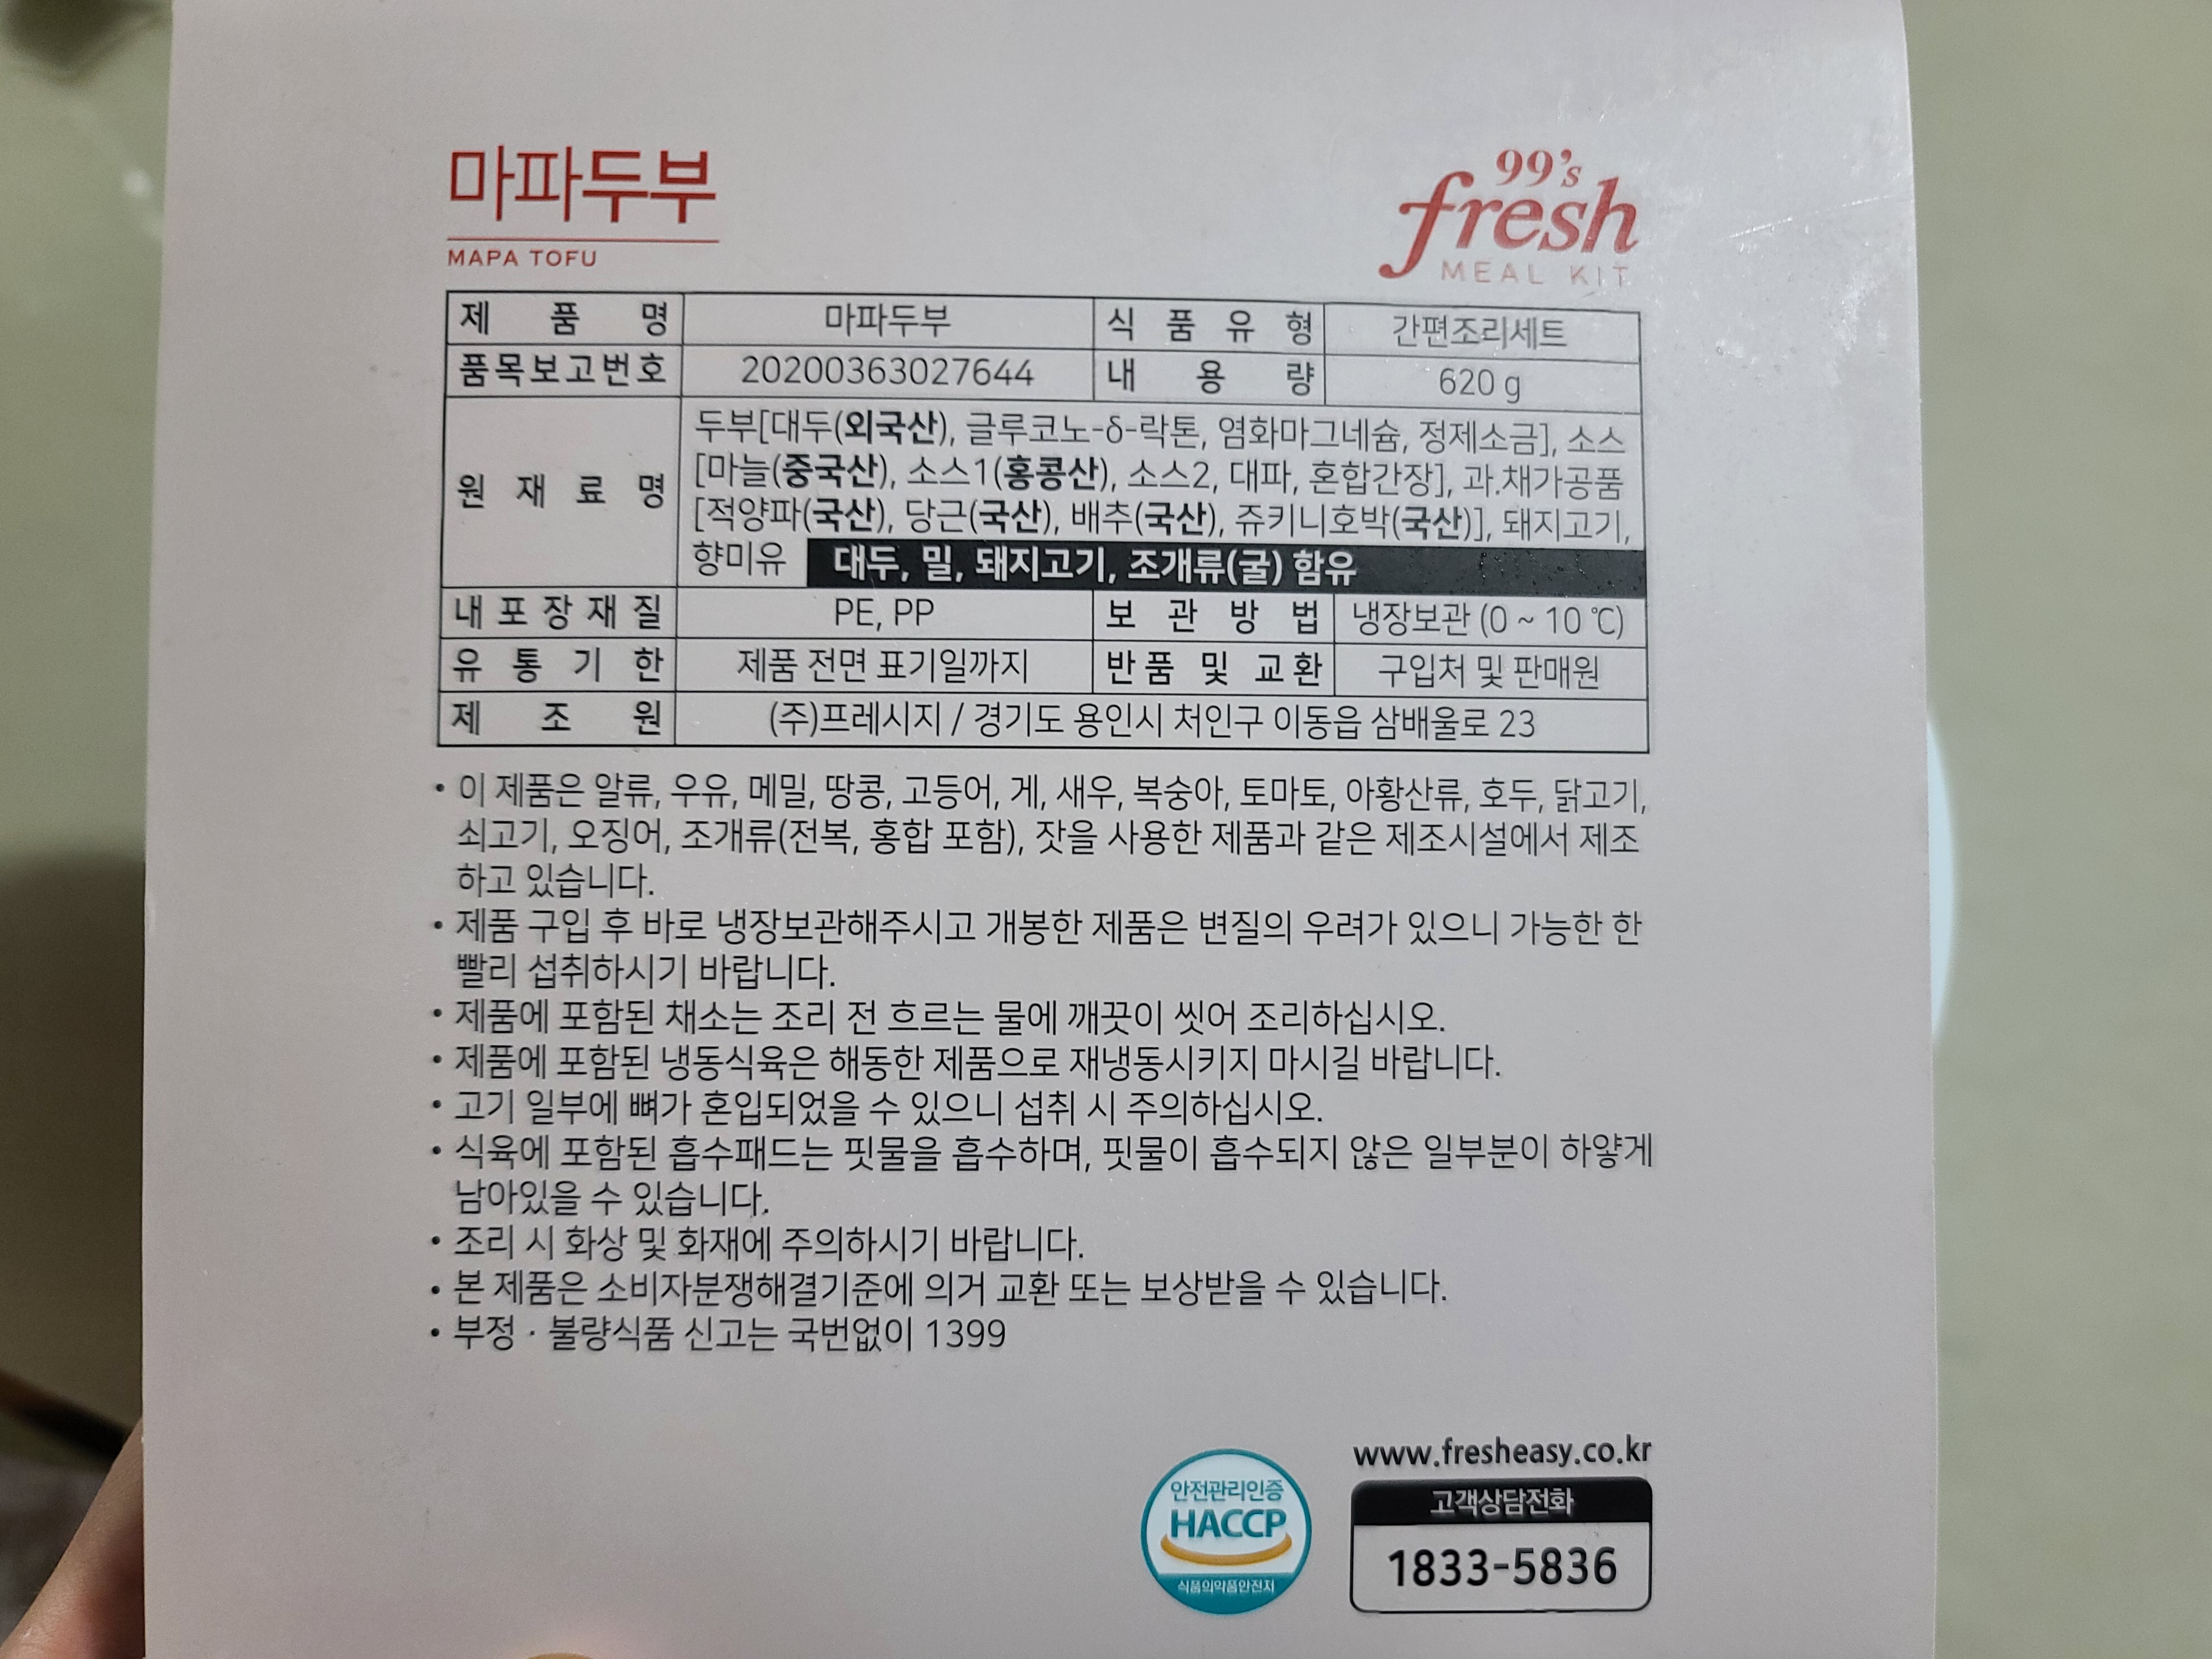 마파두부
MAPA TOFU
99's
fresh
MEAL KIT
제 품 명 마파두부 식 품 유 형 간편조리세트
품목보고번호 20200363027644 내 용 량 620 g
원 재 료 명
두부[대두(외국산), 글루코노-δ-락톤, 염화마그네슘, 정제소금], 소스
[마늘(중국산), 소스1(홍콩산), 소스2, 대파, 혼합간장], 과.채가공품
[적양파(국산), 당근(국산), 배추(국산), 쥬키니호박(국산)], 돼지고기,
향미유 대두, 밀, 돼지고기, 조개류(굴) 함유
내포장재질 PE, PP 보 관 방 법 냉장보관 (0 ~ 10 ℃)
유 통 기 한 제품 전면 표기일까지 반품 및 교환 구입처 및 판매원
제 조 원 (주)프레시지 / 경기도 용인시 처인구 이동읍 삼배울로 23
• 이 제품은 알류, 우유, 메밀, 땅콩, 고등어, 게, 새우, 복숭아, 토마토, 아황산류, 호두, 닭고기,
쇠고기, 오징어, 조개류(전복, 홍합 포함), 잣을 사용한 제품과 같은 제조시설에서 제조
하고 있습니다.
• 제품 구입 후 바로 냉장보관해주시고 개봉한 제품은 변질의 우려가 있으니 가능한 한
빨리 섭취하시기 바랍니다.
• 제품에 포함된 채소는 조리 전 흐르는 물에 깨끗이 씻어 조리하십시오.
• 제품에 포함된 냉동식육은 해동한 제품으로 재냉동시키지 마시길 바랍니다.
• 고기 일부에 뼈가 혼입되었을 수 있으니 섭취 시 주의하십시오.
• 식육에 포함된 흡수패드는 핏물을 흡수하며, 핏물이 흡수되지 않은 일부분이 하얗게
남아있을 수 있습니다.
• 조리 시 화상 및 화재에 주의하시기 바랍니다.
• 본 제품은 소비자분쟁해결기준에 의거 교환 또는 보상받을 수 있습니다.
• 부정 · 불량식품 신고는 국번없이 1399
www.fresheasy.co.kr
안전관리인증
HACCP
식품의약품안전처
고객상담전화
1833-5836